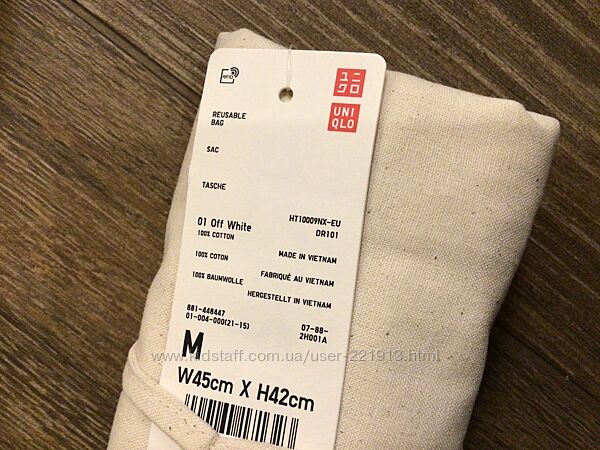 RFID
ユニ
クロ
UNI
QLO
REUSABLE
BAG
SAC
TASCHE
HT10009NX-EU
01 Off White DR101
100% COTTON
MADE IN VIETNAM
100% COTON
FABRIQUÉ AU VIETNAM
100% BAUMWOLLE
HERGESTELLT IN VIETNAM
881-448447
01-004-000(21-15) 07-88-
2H001A
M
www.kidstaff.com.ua/user-221913.html
W45cm X H42cm